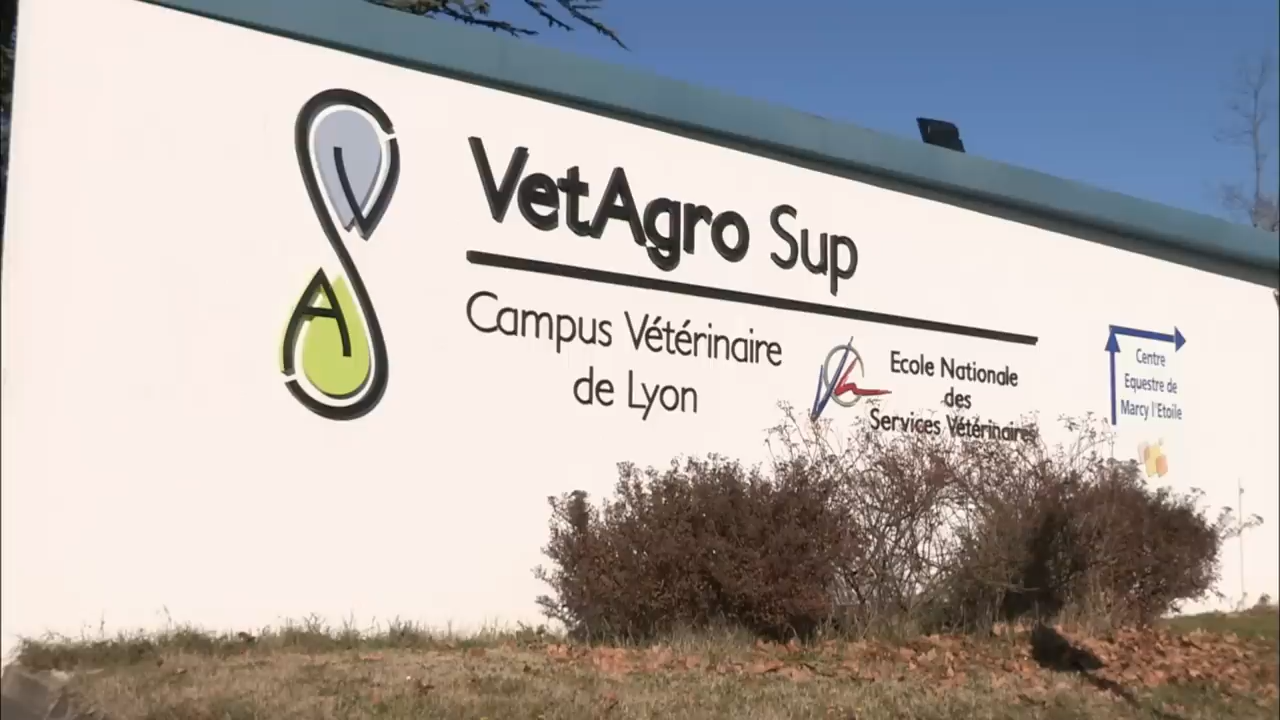 V
A
VetAgro Sup
Campus Vétérinaire
de Lyon
Ecole Nationale
des
Services Vétérinaires
Centre
Equestre de
Marcy l'Etoile